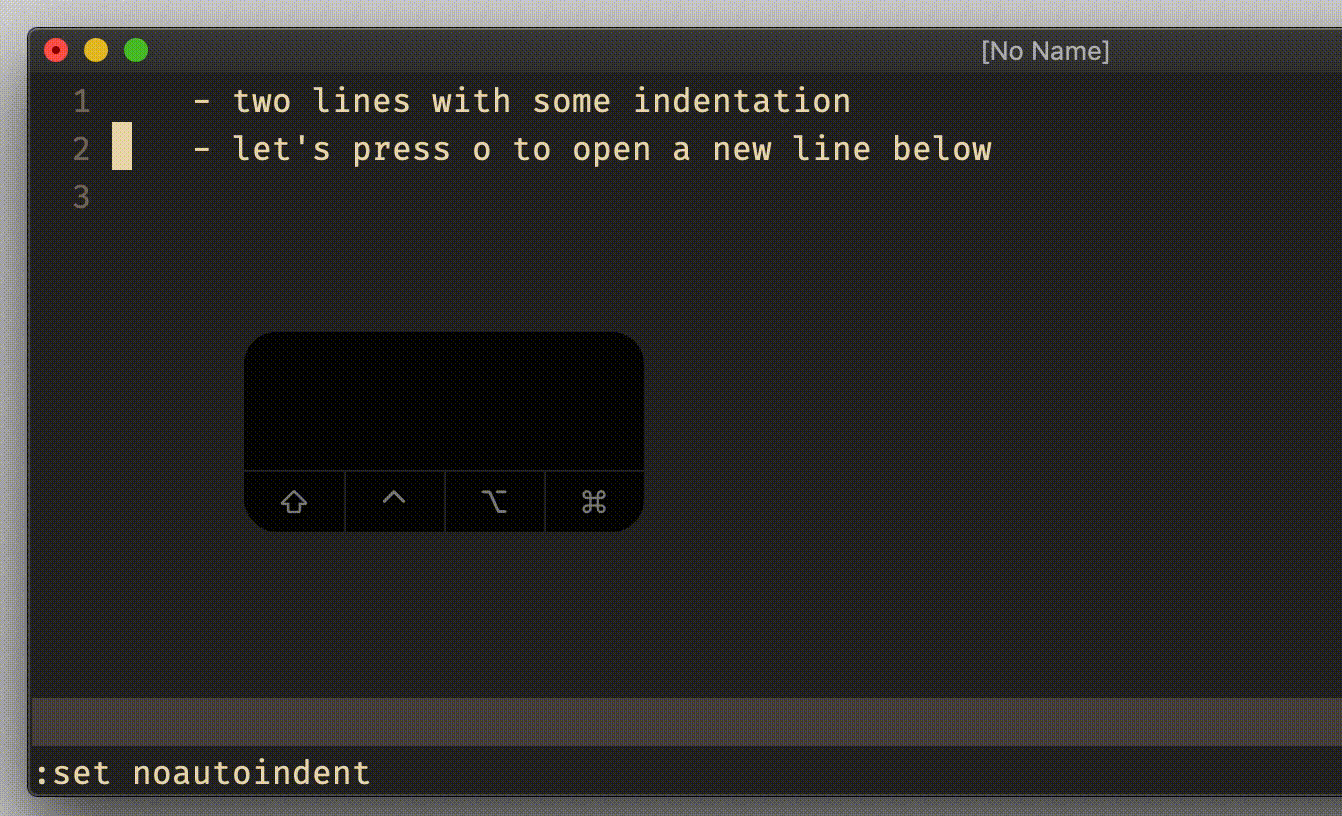 [No Name]
1 - two lines with some indentation
2 - let's press o to open a new line below
3
⇧ ⌃ ⌥ ⌘
:set noautoindent